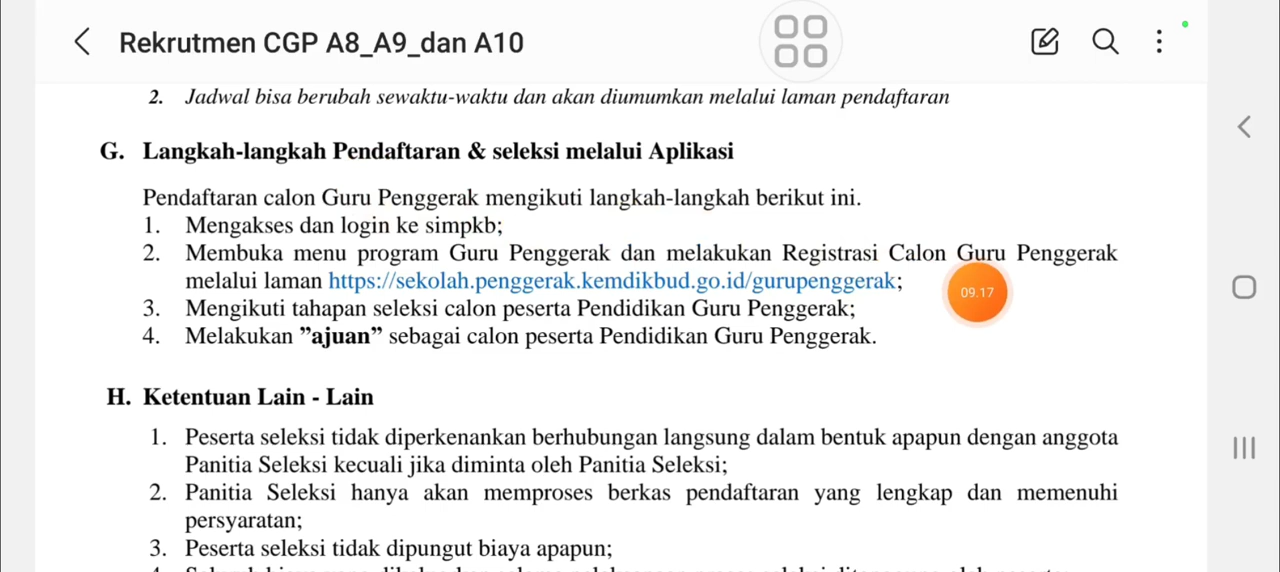 Rekrutmen CGP A8_A9_dan A10
2. Jadwal bisa berubah sewaktu-waktu dan akan diumumkan melalui laman pendaftaran
G. Langkah-langkah Pendaftaran & seleksi melalui Aplikasi
Pendaftaran calon Guru Penggerak mengikuti langkah-langkah berikut ini.
1. Mengakses dan login ke simpkb;
2. Membuka menu program Guru Penggerak dan melakukan Registrasi Calon Guru Penggerak
melalui laman https://sekolah.penggerak.kemdikbud.go.id/gurupenggerak;
09.17
3. Mengikuti tahapan seleksi calon peserta Pendidikan Guru Penggerak;
4. Melakukan ”ajuan” sebagai calon peserta Pendidikan Guru Penggerak.
H. Ketentuan Lain - Lain
1. Peserta seleksi tidak diperkenankan berhubungan langsung dalam bentuk apapun dengan anggota
Panitia Seleksi kecuali jika diminta oleh Panitia Seleksi;
2. Panitia Seleksi hanya akan memproses berkas pendaftaran yang lengkap dan memenuhi
persyaratan;
3. Peserta seleksi tidak dipungut biaya apapun;